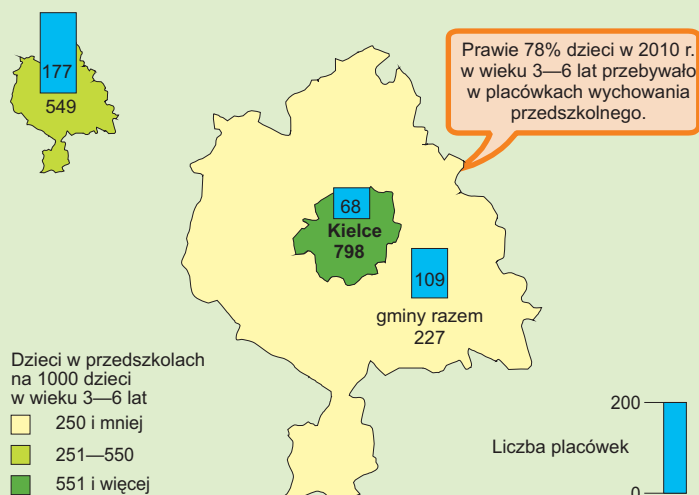 177
549
Prawie 78% dzieci w 2010 r.
w wieku 3—6 lat przebywało
w placówkach wychowania
przedszkolnego.
68
Kielce
798
109
gminy razem
227
Dzieci w przedszkolach
na 1000 dzieci
w wieku 3—6 lat
250 i mniej
251—550
551 i więcej
200
Liczba placówek
0